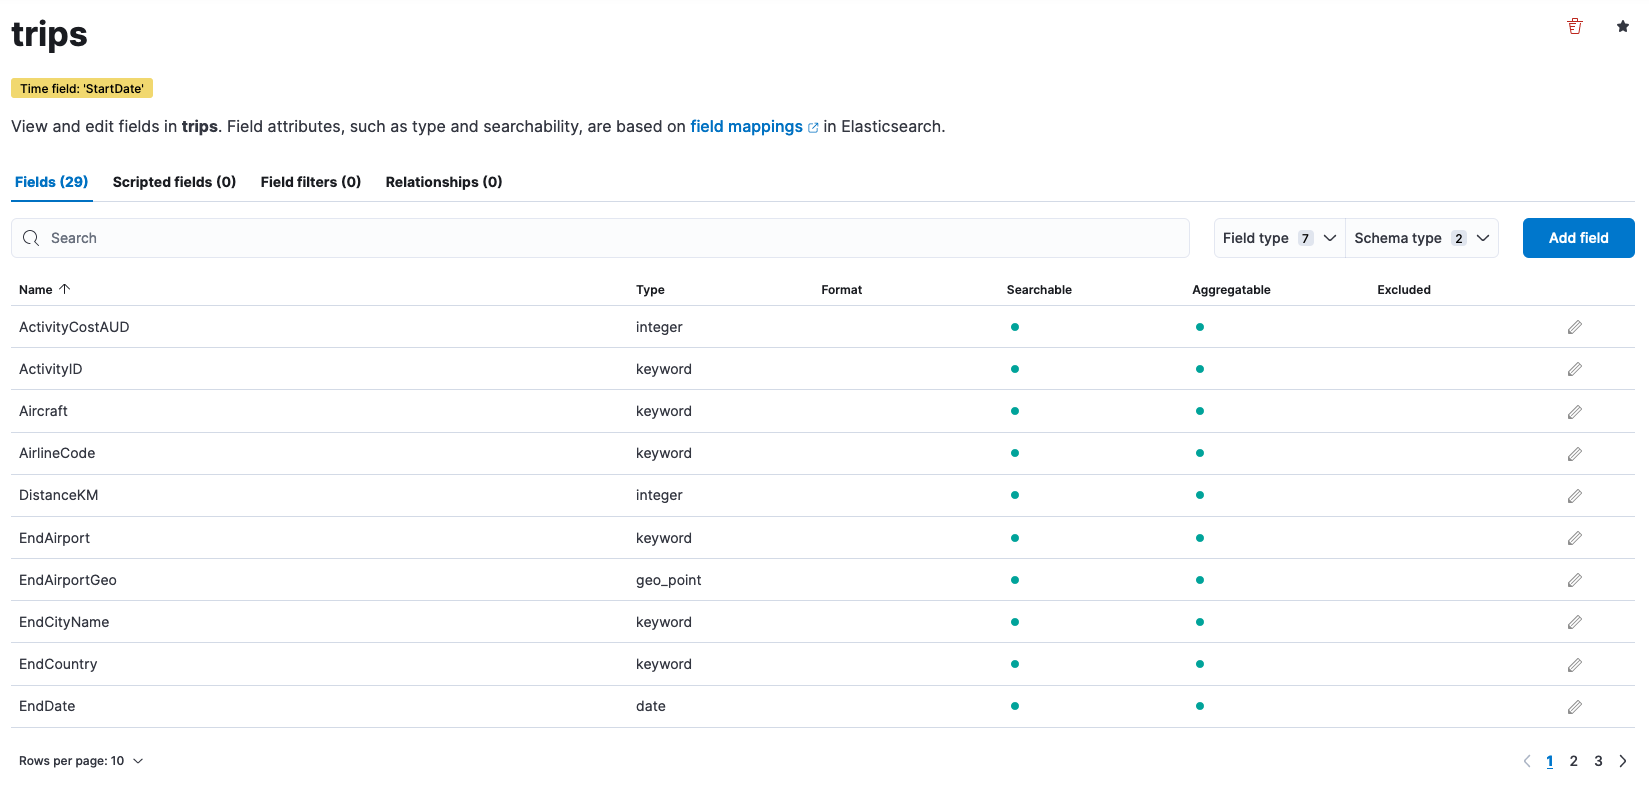 trips
Time field: 'StartDate'
View and edit fields in trips. Field attributes, such as type and searchability, are based on field mappings in Elasticsearch.
Fields (29) Scripted fields (0) Field filters (0) Relationships (0)
Search Field type 7 Schema type 2 Add field
Name Type Format Searchable Aggregatable Excluded
ActivityCostAUD integer
ActivityID keyword
Aircraft keyword
AirlineCode keyword
DistanceKM integer
EndAirport keyword
EndAirportGeo geo_point
EndCityName keyword
EndCountry keyword
EndDate date
Rows per page: 10 1 2 3